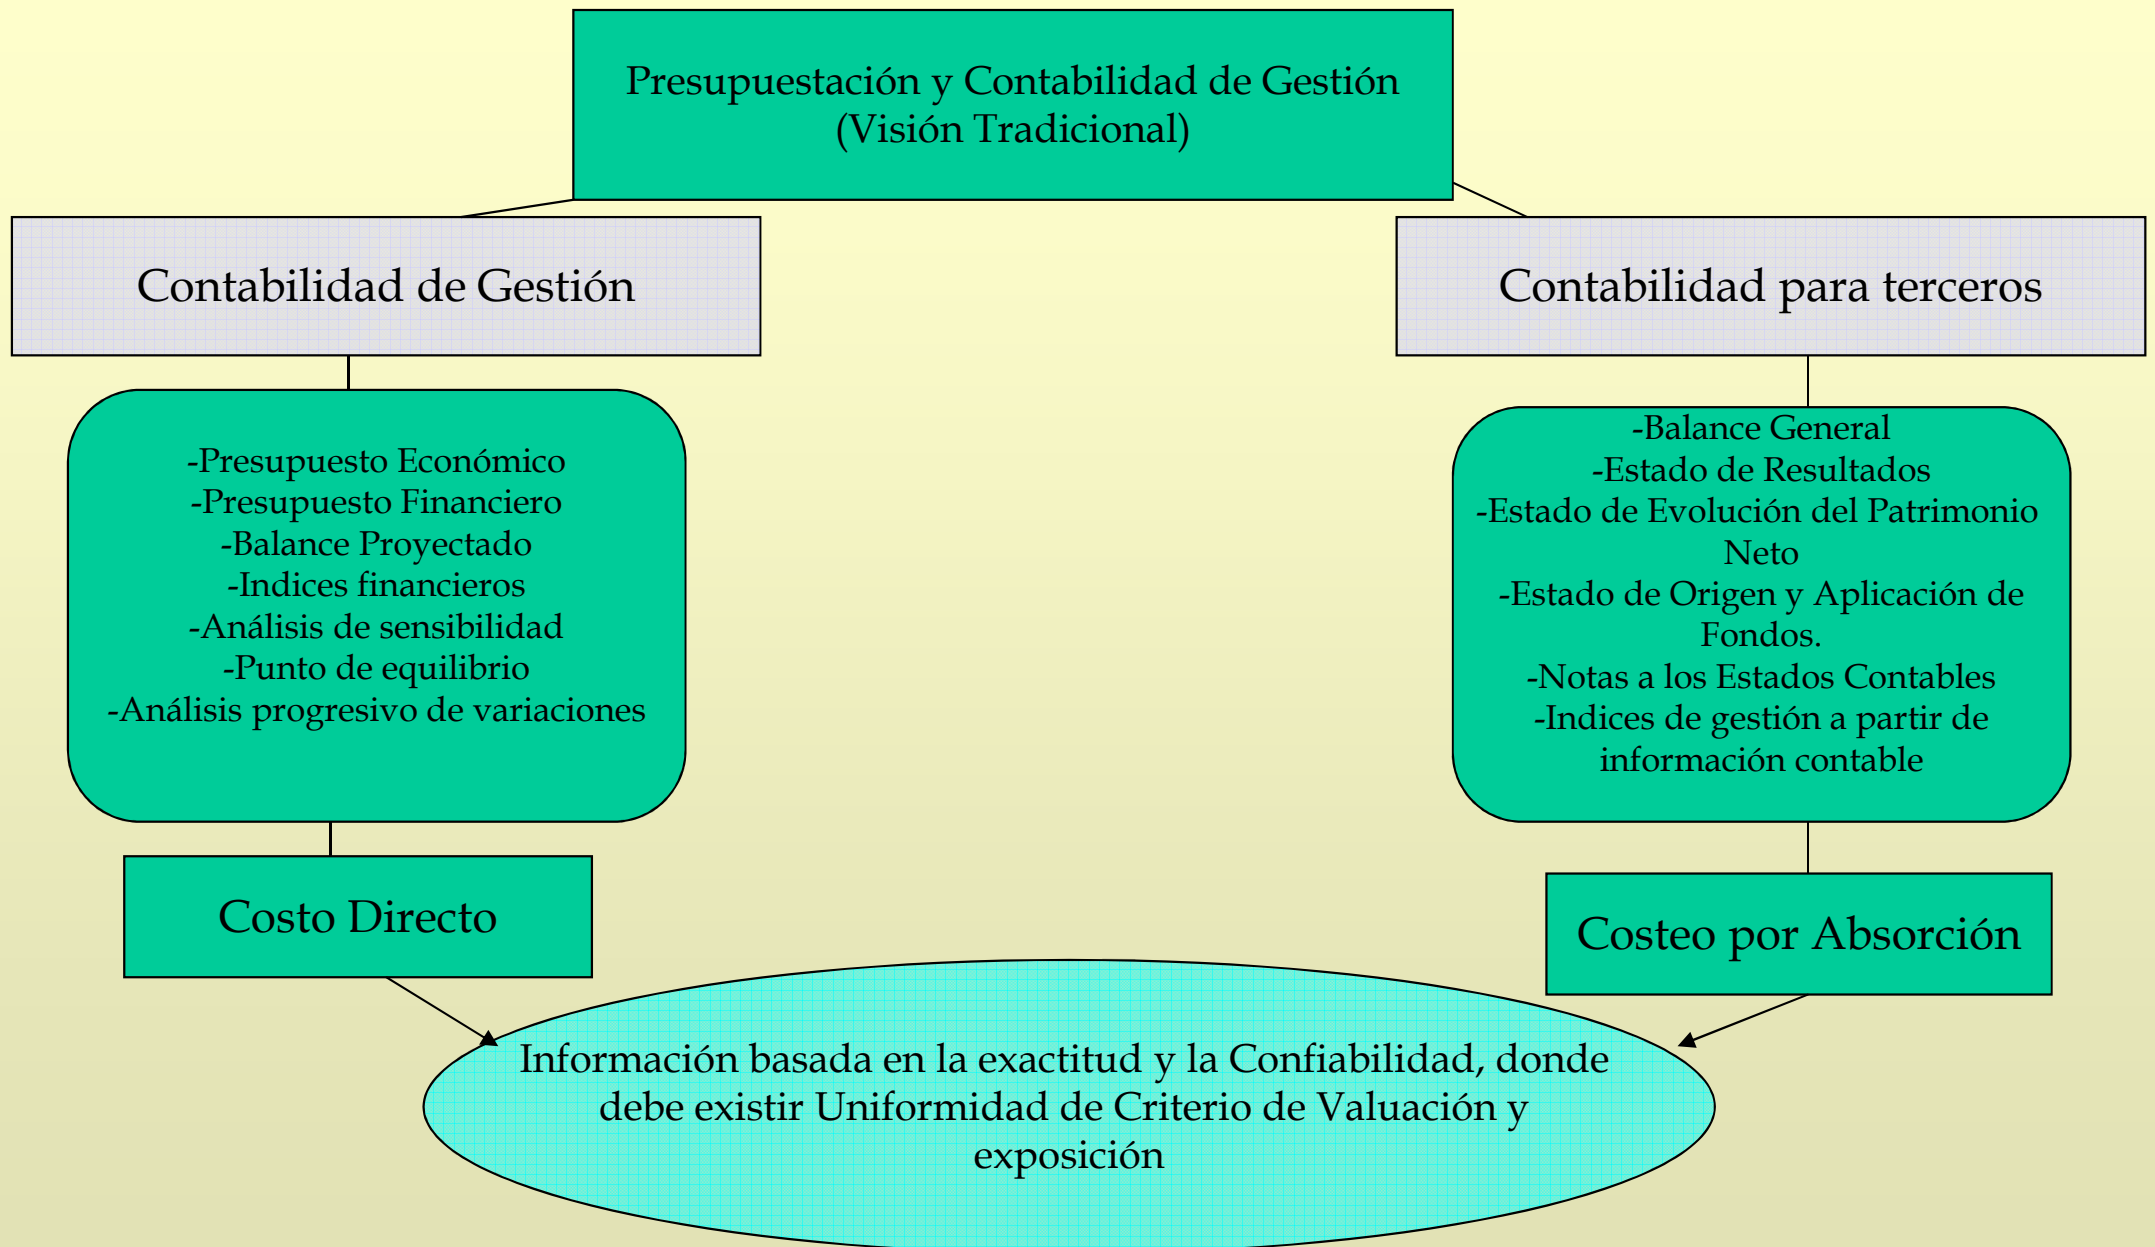 Presupuestación y Contabilidad de Gestión
(Visión Tradicional)
Contabilidad de Gestión
Contabilidad para terceros
-Presupuesto Económico
-Presupuesto Financiero
-Balance Proyectado
-Indices financieros
-Análisis de sensibilidad
-Punto de equilibrio
-Análisis progresivo de variaciones
-Balance General
-Estado de Resultados
-Estado de Evolución del Patrimonio
Neto
-Estado de Origen y Aplicación de
Fondos.
-Notas a los Estados Contables
-Indices de gestión a partir de
información contable
Costo Directo
Costeo por Absorción
Información basada en la exactitud y la Confiabilidad, donde
debe existir Uniformidad de Criterio de Valuación y
exposición